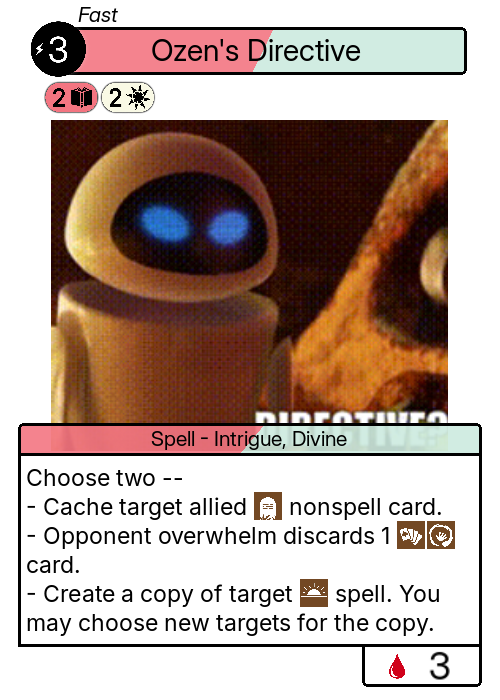 Fast
3 Ozen's Directive
2 2
DIRECTIVE?
Spell - Intrigue, Divine
Choose two --
- Cache target allied nonspell card.
- Opponent overwhelm discards 1
card.
- Create a copy of target spell. You
may choose new targets for the copy.
3